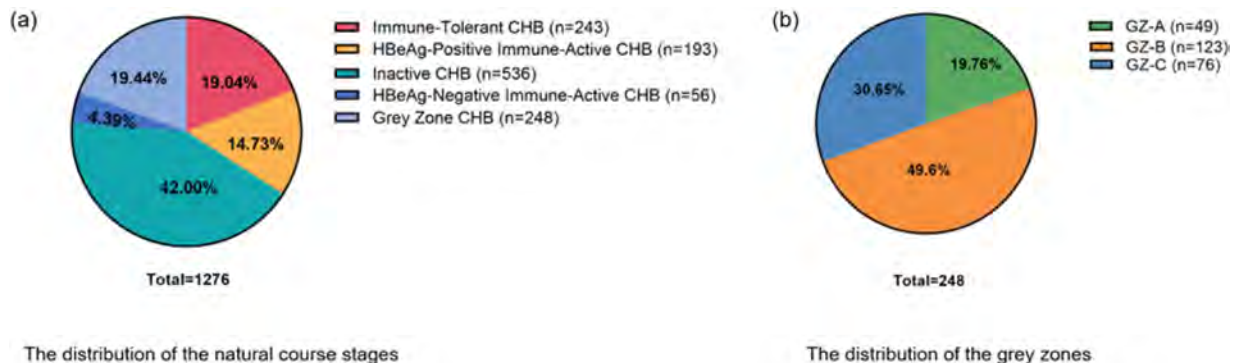 (a)
Immune-Tolerant CHB (n=243)
HBeAg-Positive Immune-Active CHB (n=193)
Inactive CHB (n=536)
HBeAg-Negative Immune-Active CHB (n=56)
Grey Zone CHB (n=248)
19.44%
19.04%
4.39%
14.73%
42.00%
Total=1276
The distribution of the natural course stages
(b)
GZ-A (n=49)
GZ-B (n=123)
GZ-C (n=76)
19.76%
30.65%
49.6%
Total=248
The distribution of the grey zones